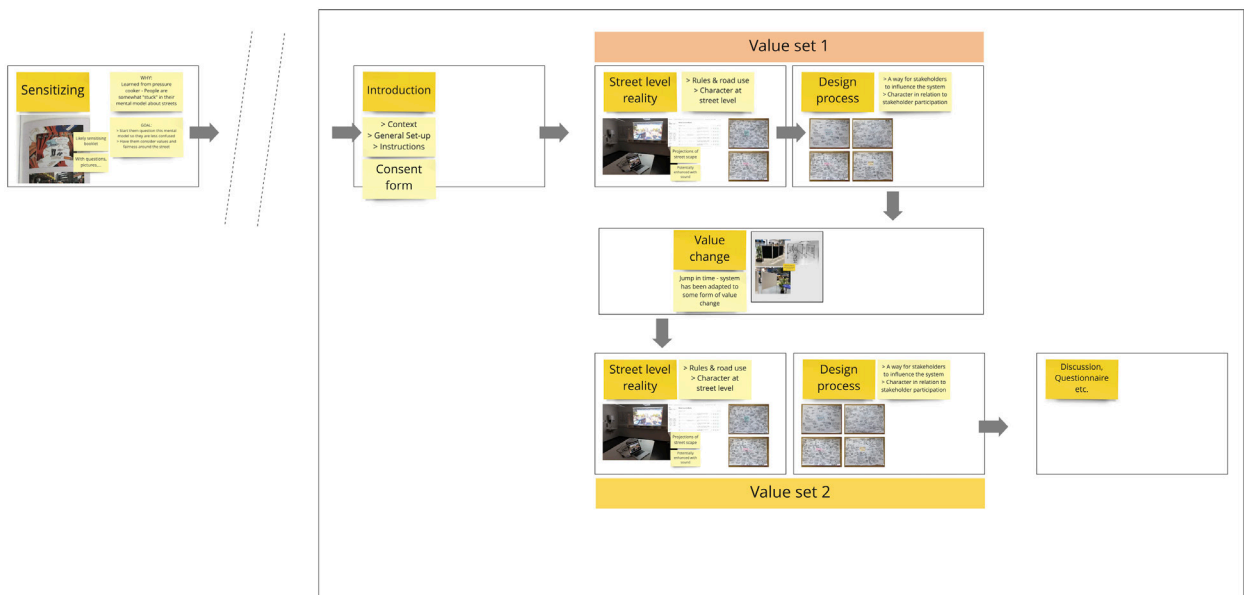 Value set 1
Sensitizing
WHY:
Learned from pressure
cooker - People are
somewhat "stuck" in their
mental model about streets
GOAL:
> Start them question this mental
model so they are less confused
> Have them consider values and
fairness around the street
Likely sensitising
booklet
With questions,
pictures...
Introduction
> Context
> General Set-up
> Instructions
Consent
form
Street level
reality
> Rules & road use
> Character at
street level
Projections of
street scape
Potentially
enhanced with
sound
Design
process
> A way for stakeholders
to influence the system
> Character in relation to
stakeholder participation
Value
change
Jump in time - system
has been adapted to
some form of value
change
Street level
reality
> Rules & road use
> Character at
street level
Projections of
street scape
Potentially
enhanced with
sound
Design
process
> A way for stakeholders
to influence the system
> Character in relation to
stakeholder participation
Discussion,
Questionnaire
etc.
Value set 2